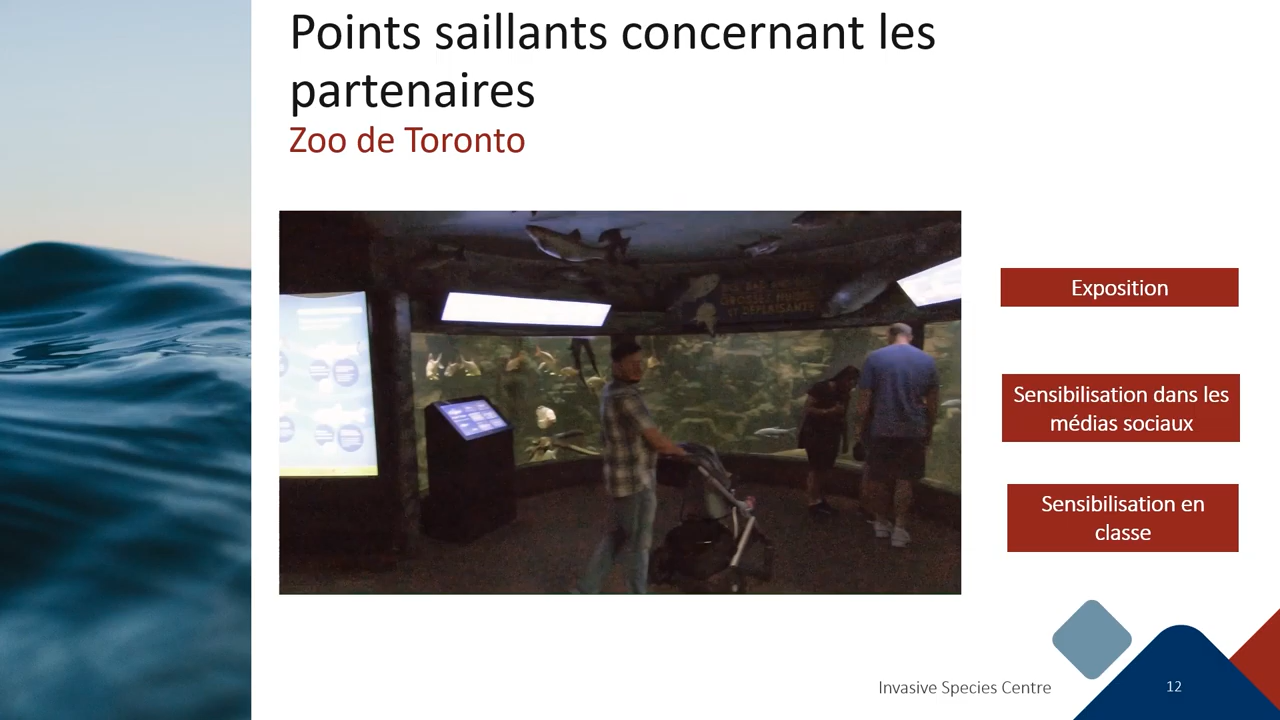 Points saillants concernant les
partenaires
Zoo de Toronto
Exposition
Sensibilisation dans les
médias sociaux
Sensibilisation en
classe
Invasive Species Centre
12